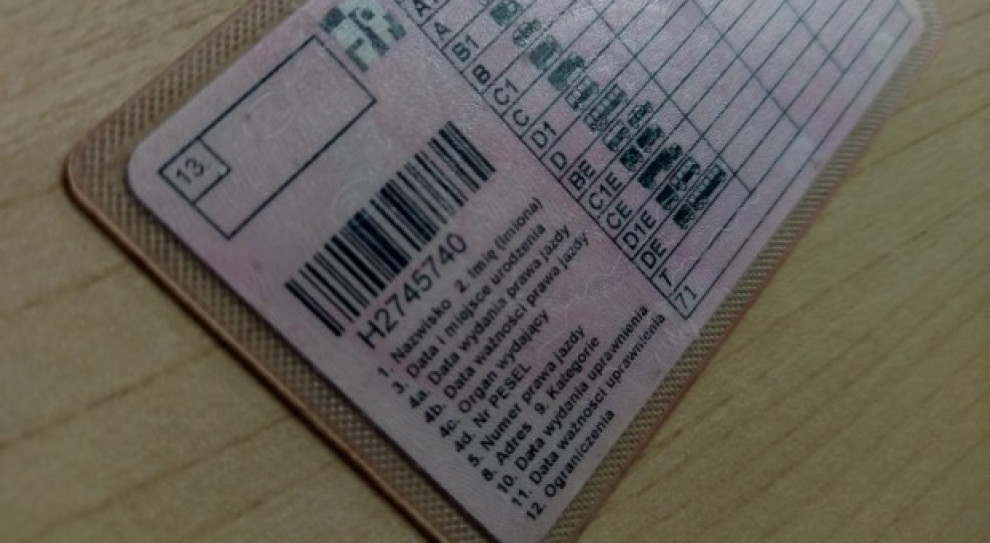 13.
A
B1
B
C1
C
D1
D
BE
C1E
CE
D1E
DE
T
71
H2745740
1. Nazwisko 2. Imię (Imiona)
3. Data i miejsce urodzenia
4a. Data wydania prawa jazdy
4b. Data ważności prawa jazdy
4c. Organ wydający
4d. Nr PESEL
5. Numer prawa jazdy
8. Adres 9. Kategorie
10. Data wydania uprawnienia
11. Data ważności uprawnienia
12. Ograniczenia